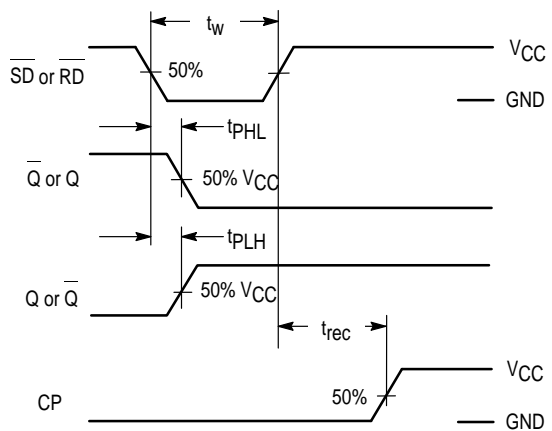 tw
SD or RD
50%
VCC
GND
tPHL
Q or Q
50% VCC
tPLH
Q or Q
50% VCC
trec
CP
50%
VCC
GND